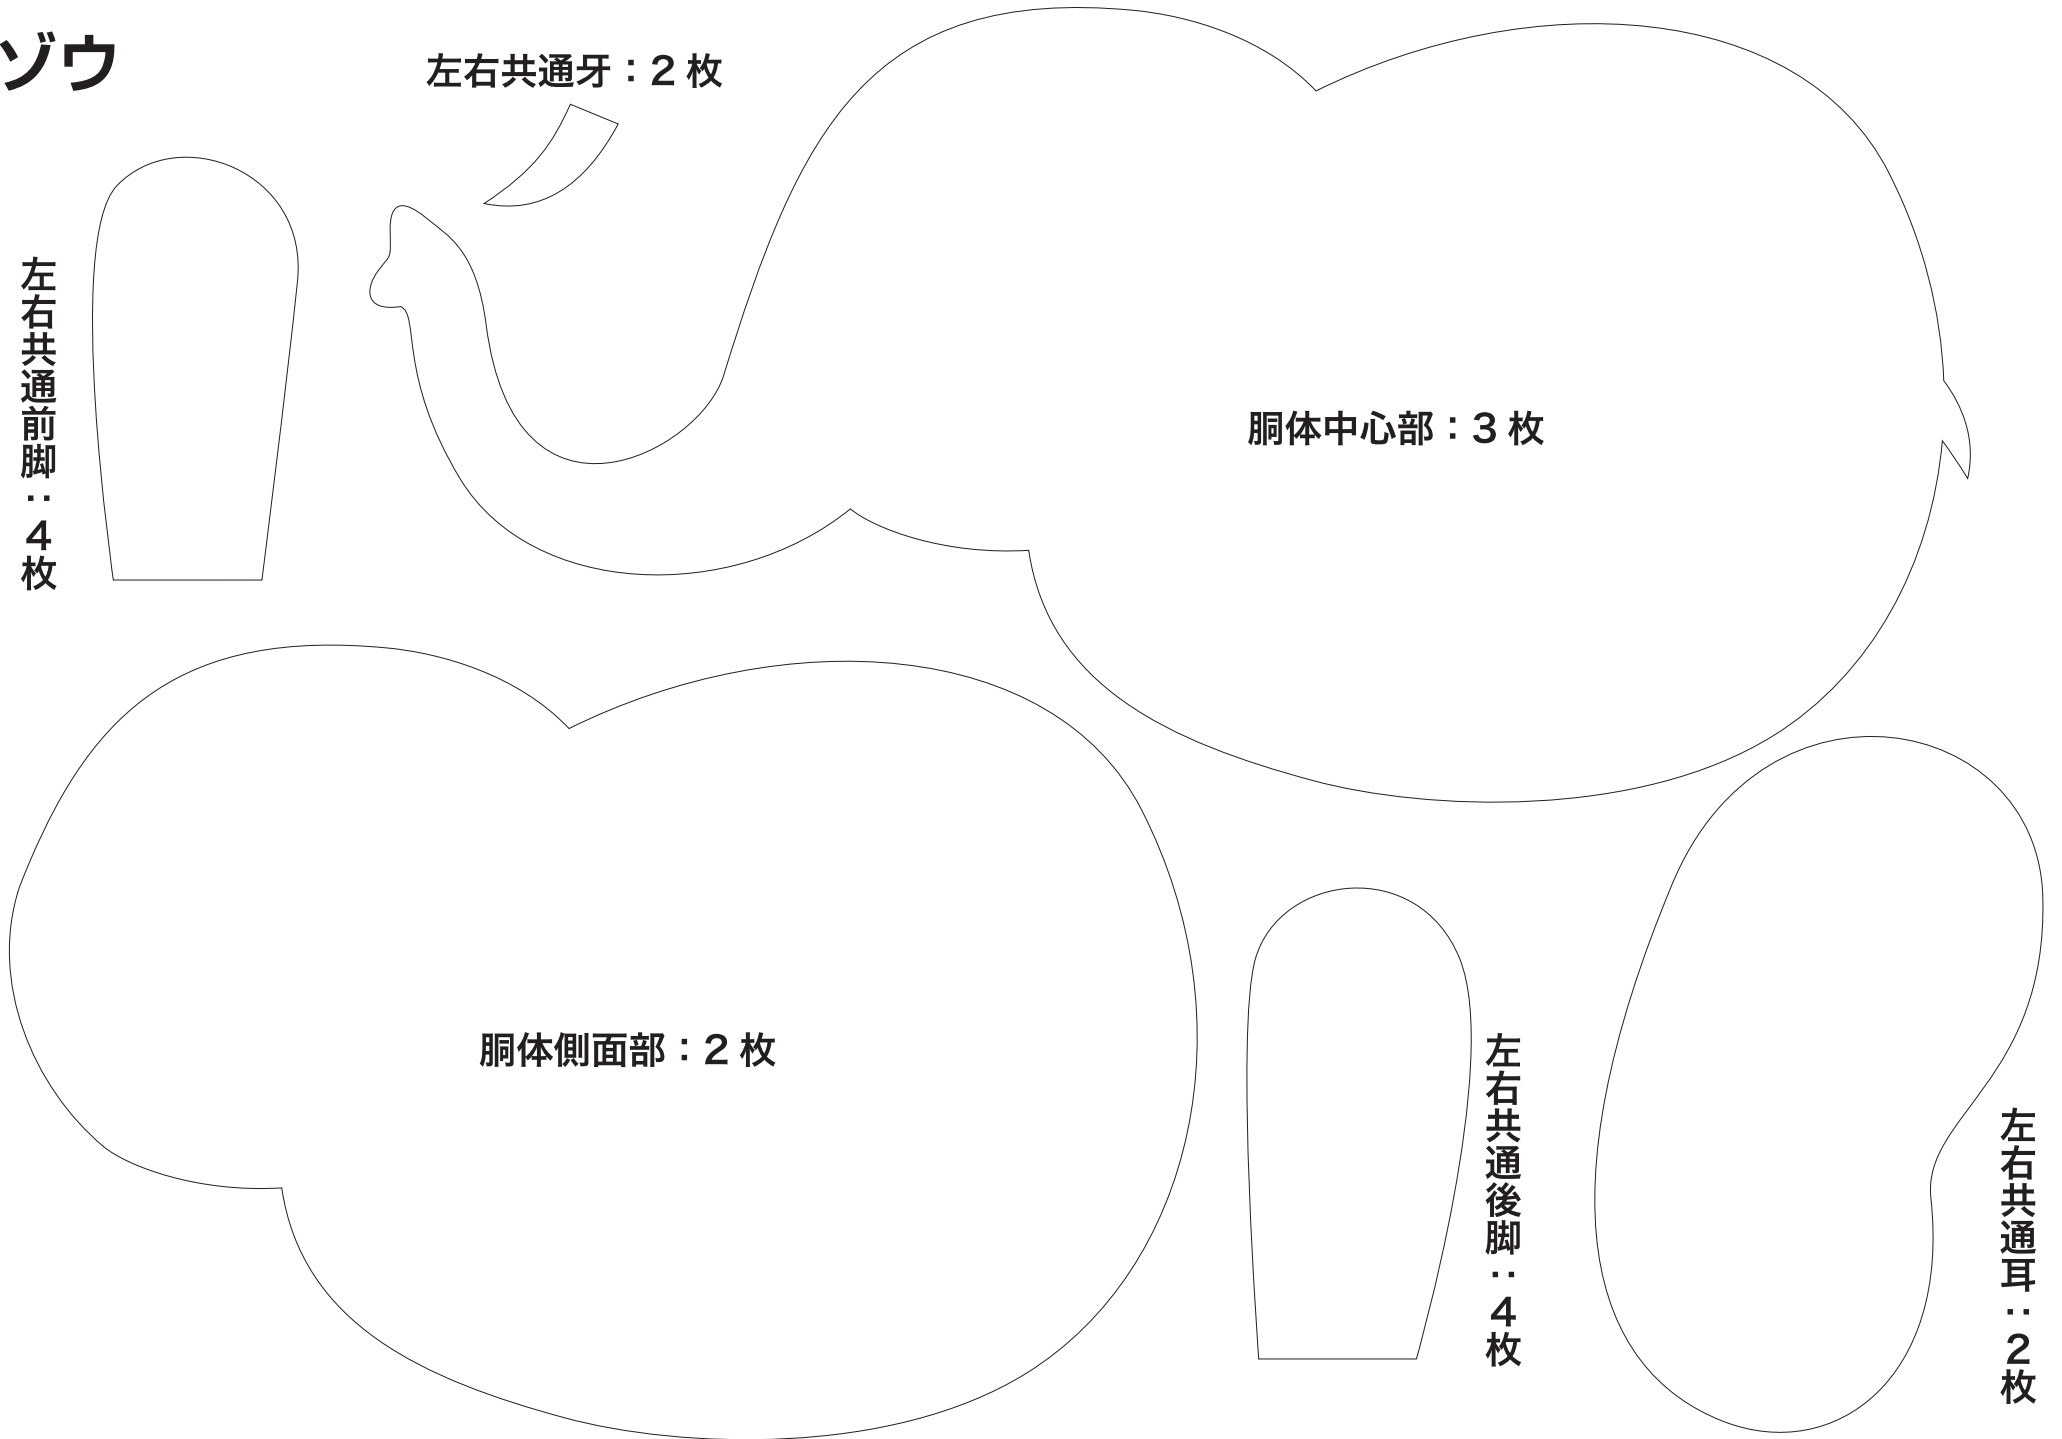 ゾウ
左右共通牙：2 枚
左右共通前脚：4枚
胴体中心部：3 枚
胴体側面部：2 枚
左右共通後脚：4枚
左右共通耳：2枚